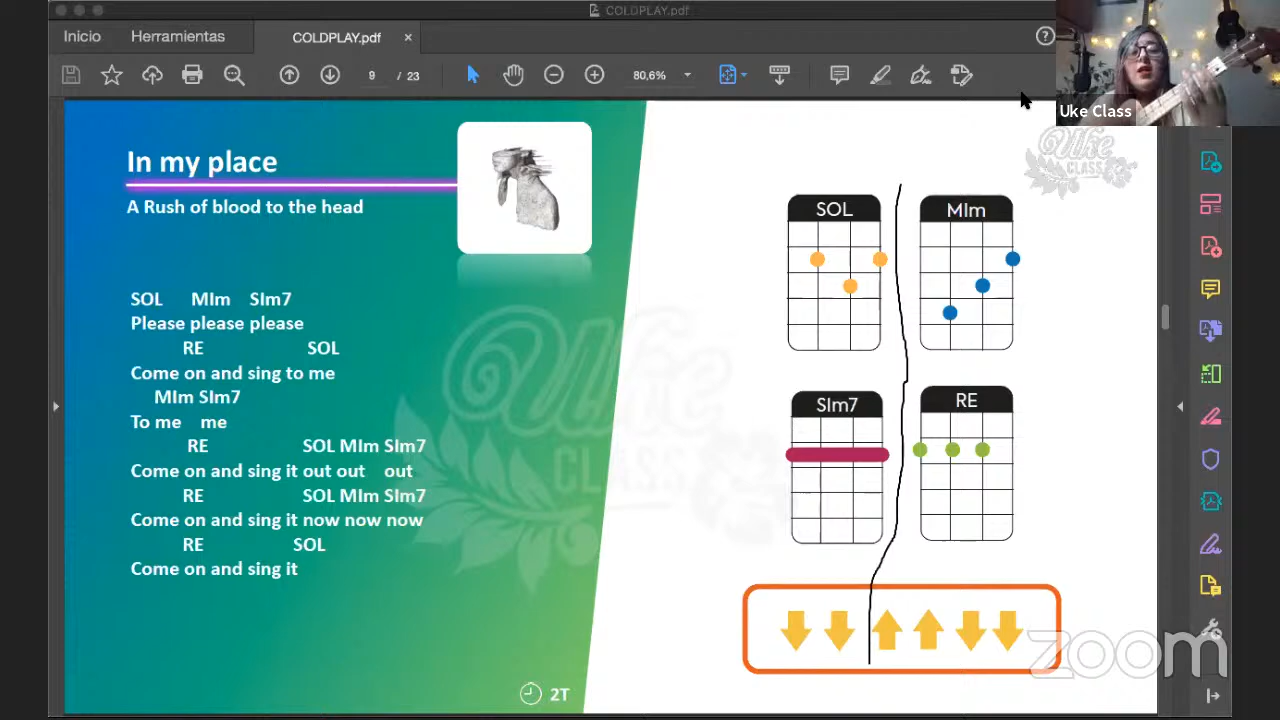 COLDPLAY.pdf
Inicio Herramientas COLDPLAY.pdf ×
9 / 23 80,6%
Uke Class
Uke
CLASS
In my place
A Rush of blood to the head
SOL MIm SIm7
Please please please
RE SOL
Come on and sing to me
MIm SIm7
To me me
RE SOL MIm SIm7
Come on and sing it out out out
RE SOL MIm SIm7
Come on and sing it now now now
RE SOL
Come on and sing it
SOL MIm
SIm7 RE
Uke
CLASS
2T
zoom